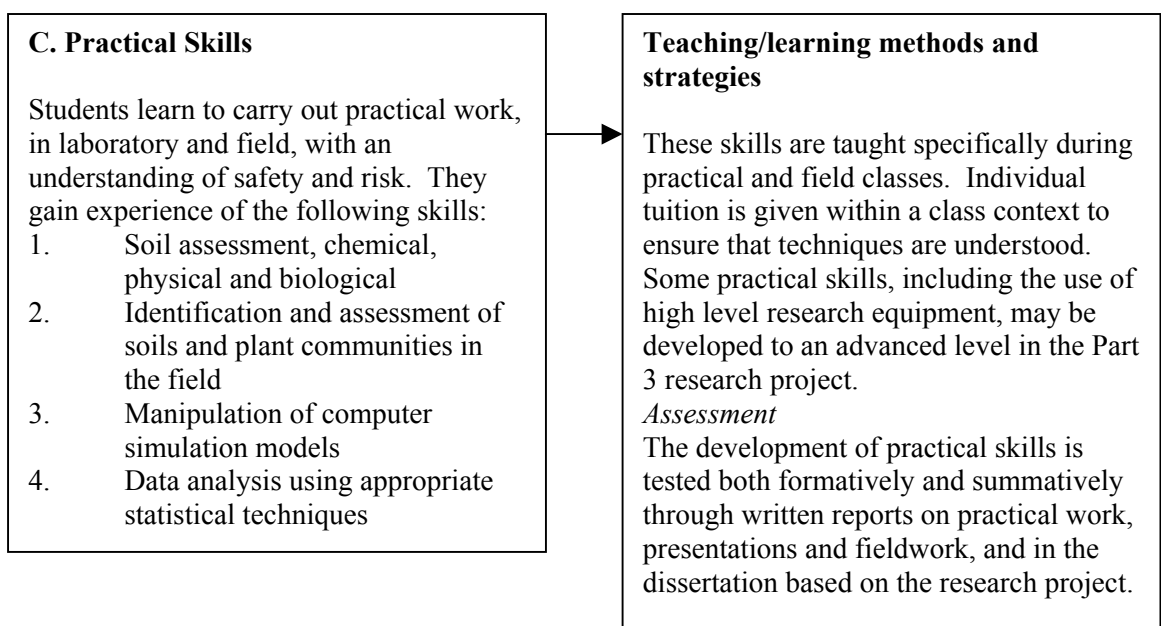 C. Practical Skills
Students learn to carry out practical work,
in laboratory and field, with an
understanding of safety and risk. They
gain experience of the following skills:
1. Soil assessment, chemical,
physical and biological
2. Identification and assessment of
soils and plant communities in
the field
3. Manipulation of computer
simulation models
4. Data analysis using appropriate
statistical techniques
Teaching/learning methods and
strategies
These skills are taught specifically during
practical and field classes. Individual
tuition is given within a class context to
ensure that techniques are understood.
Some practical skills, including the use of
high level research equipment, may be
developed to an advanced level in the Part
3 research project.
Assessment
The development of practical skills is
tested both formatively and summatively
through written reports on practical work,
presentations and fieldwork, and in the
dissertation based on the research project.